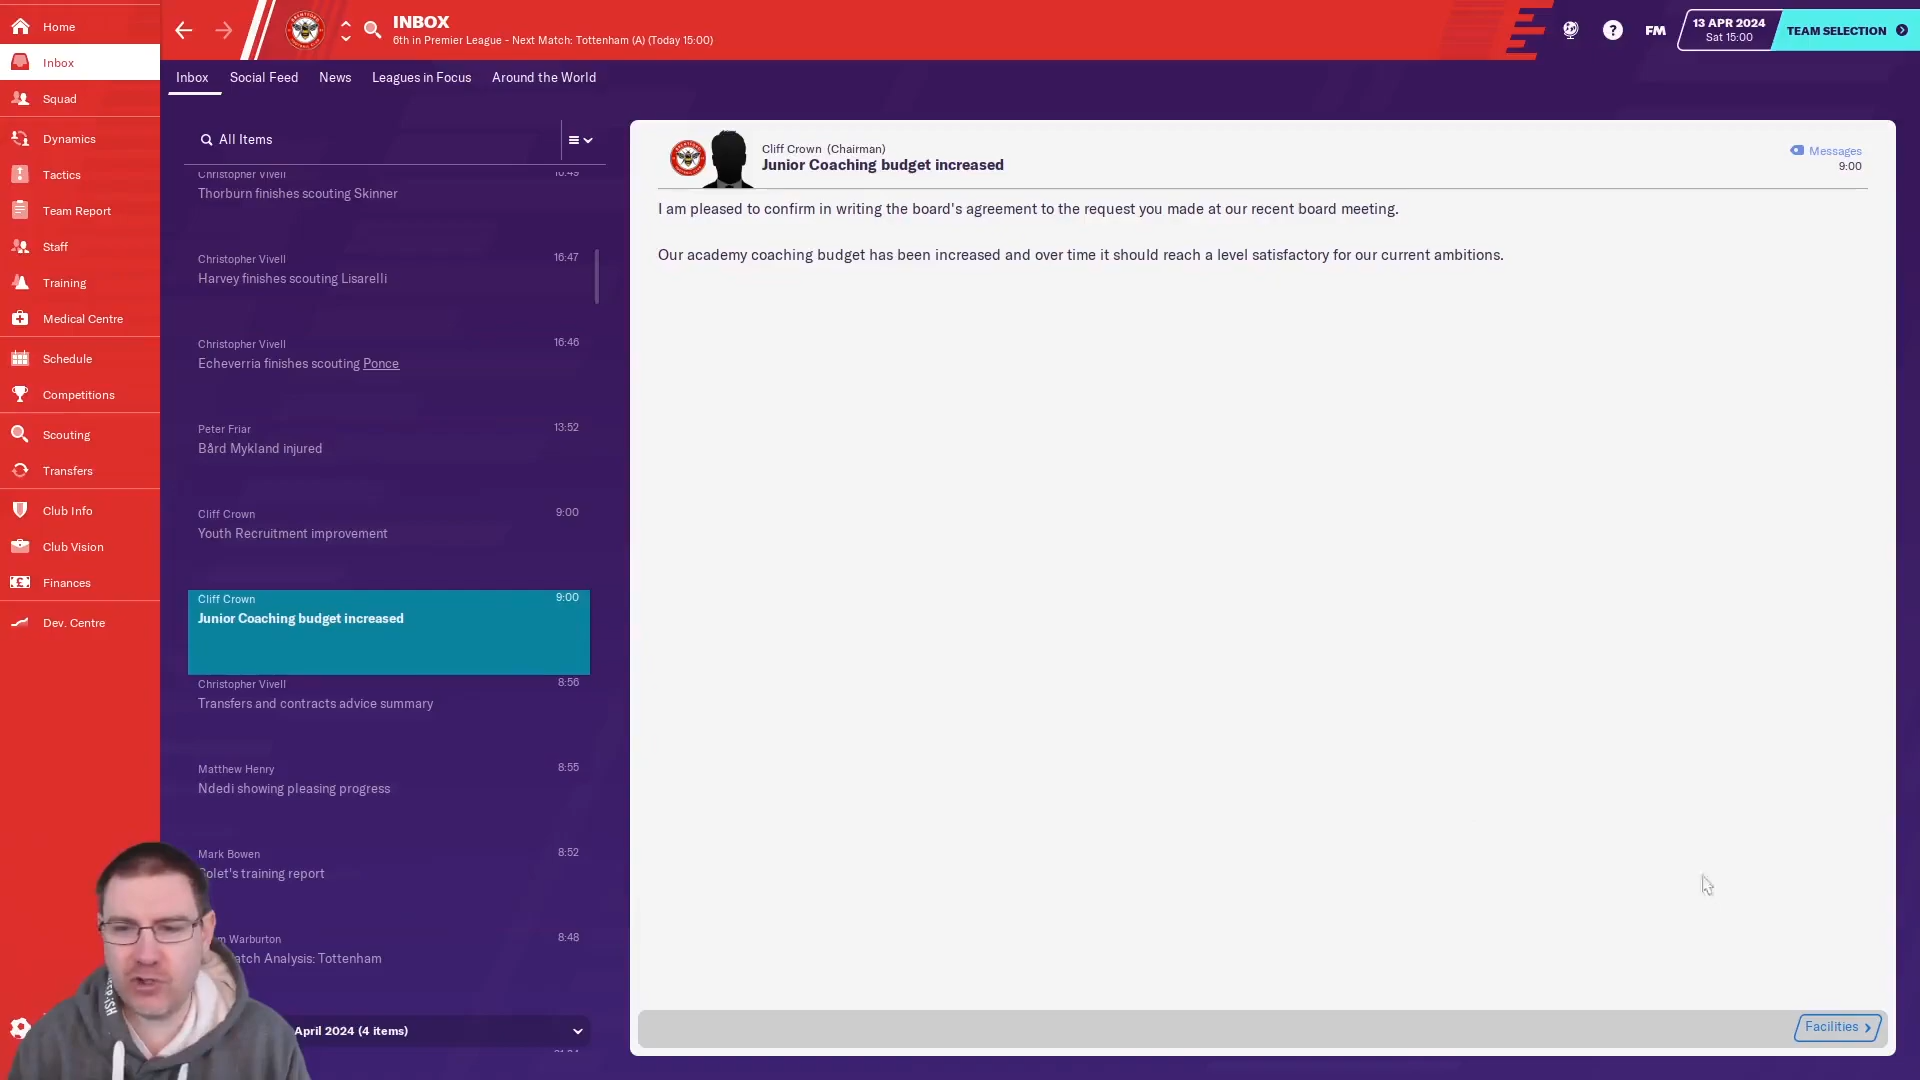 Home
Inbox
Squad
Dynamics
Tactics
Team Report
Staff
Training
Medical Centre
Schedule
Competitions
Scouting
Transfers
Club Info
Club Vision
Finances
Dev. Centre
INBOX
6th in Premier League - Next Match: Tottenham (A) (Today 15:00)
FM
13 APR 2024
Sat 15:00
TEAM SELECTION
Inbox
Social Feed
News
Leagues in Focus
Around the World
All Items
Christopher Vivell
Thorburn finishes scouting Skinner
Christopher Vivell 16:47
Harvey finishes scouting Lisarelli
Christopher Vivell 16:46
Echeverria finishes scouting Ponce
Peter Friar 13:52
Bård Mykland injured
Cliff Crown 9:00
Youth Recruitment improvement
Cliff Crown 9:00
Junior Coaching budget increased
Christopher Vivell 8:56
Transfers and contracts advice summary
Matthew Henry 8:55
Ndedi showing pleasing progress
Mark Bowen 8:52
training report
Warburton 8:48
Analysis: Tottenham
April 2024 (4 items)
Cliff Crown (Chairman)
Junior Coaching budget increased
Messages
9:00
I am pleased to confirm in writing the board's agreement to the request you made at our recent board meeting.
Our academy coaching budget has been increased and over time it should reach a level satisfactory for our current ambitions.
Facilities